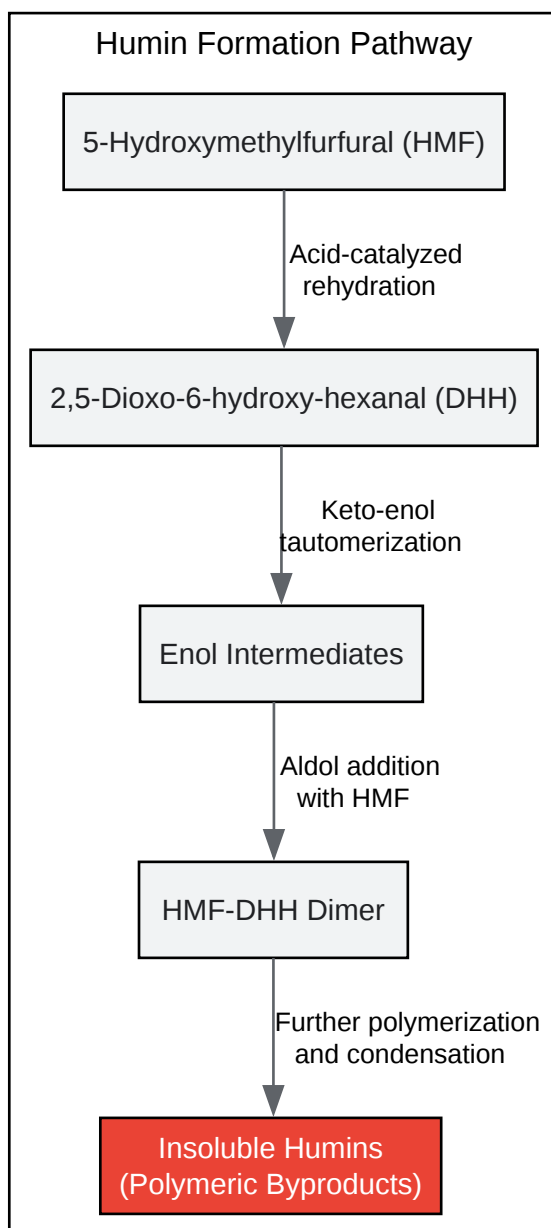 Humin Formation Pathway
5-Hydroxymethylfurfural (HMF)
Acid-catalyzed
rehydration
2,5-Dioxo-6-hydroxy-hexanal (DHH)
Keto-enol
tautomerization
Enol Intermediates
Aldol addition
with HMF
HMF-DHH Dimer
Further polymerization
and condensation
Insoluble Humins
(Polymeric Byproducts)